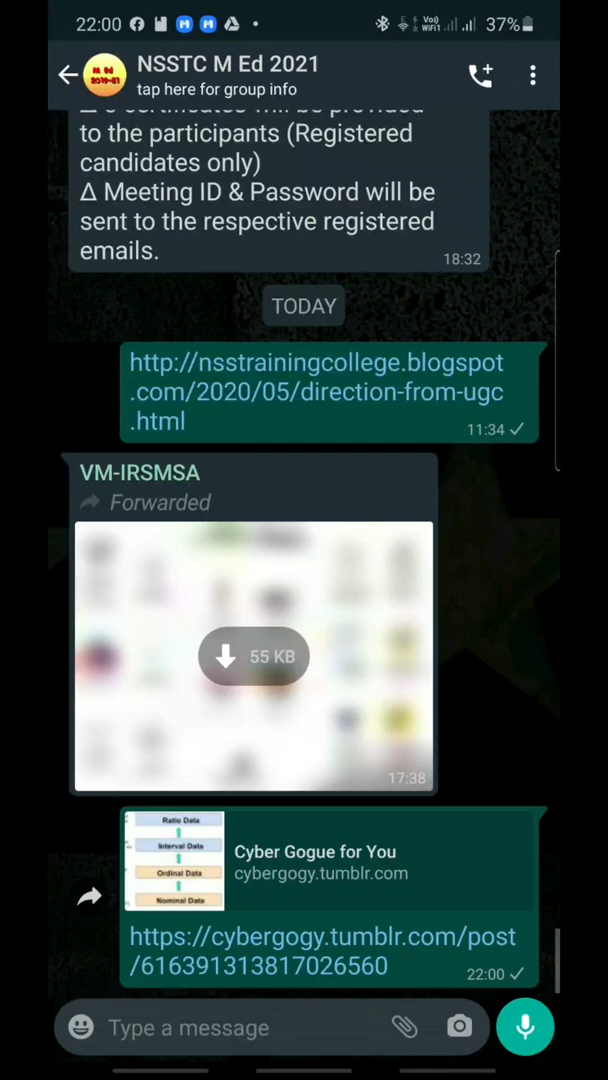 22:00
37%
NSSTC M Ed 2021
tap here for group info
to the participants (Registered
candidates only)
Δ Meeting ID & Password will be
sent to the respective registered
emails.
18:32
TODAY
http://nsstrainingcollege.blogspot
.com/2020/05/direction-from-ugc
.html
11:34
VM-IRSMSA
Forwarded
55 KB
17:38
Ratio Data
Interval Data
Ordinal Data
Nominal Data
Cyber Gogue for You
cybergogy.tumblr.com
https://cybergogy.tumblr.com/post
/616391313817026560
22:00
Type a message